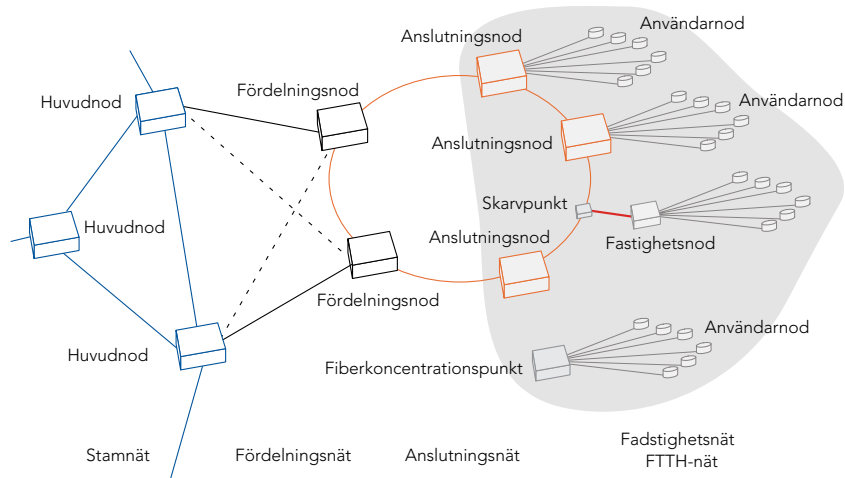 Användarnod
Anslutningsnod
Fördelningsnod
Huvudnod
Användarnod
Anslutningsnod
Skarvpunkt
Huvudnod
Anslutningsnod
Fastighetsnod
Fördelningsnod
Användarnod
Huvudnod
Fiberkoncentrationspunkt
Stamnät
Fördelningsnät
Anslutningsnät
Fadstighetsnät
FTTH-nät